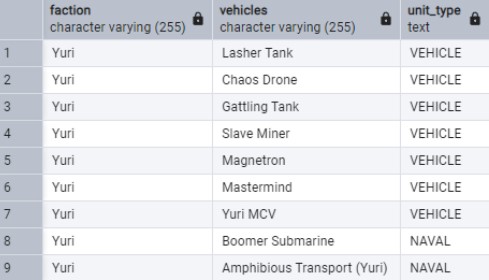 faction vehicles unit_type
character varying (255) character varying (255) text
1 Yuri Lasher Tank VEHICLE
2 Yuri Chaos Drone VEHICLE
3 Yuri Gattling Tank VEHICLE
4 Yuri Slave Miner VEHICLE
5 Yuri Magnetron VEHICLE
6 Yuri Mastermind VEHICLE
7 Yuri Yuri MCV VEHICLE
8 Yuri Boomer Submarine NAVAL
9 Yuri Amphibious Transport (Yuri) NAVAL